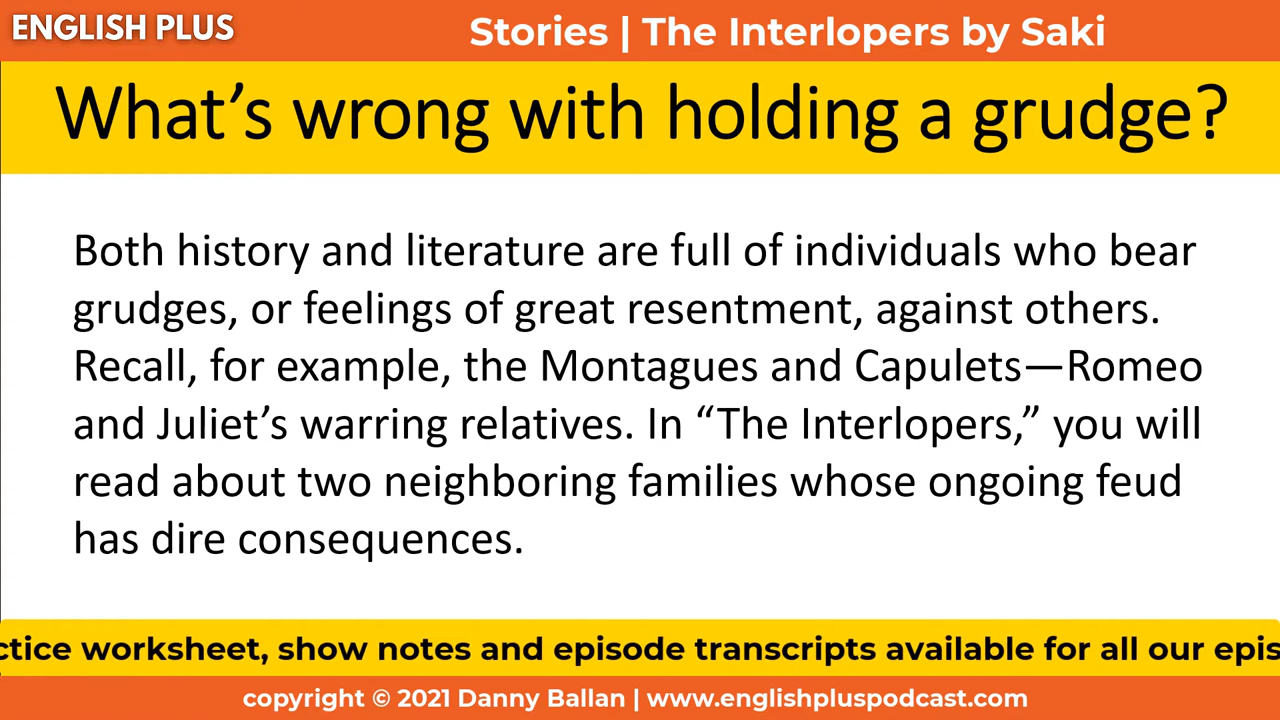 ENGLISH PLUS
Stories | The Interlopers by Saki
What’s wrong with holding a grudge?
Both history and literature are full of individuals who bear
grudges, or feelings of great resentment, against others.
Recall, for example, the Montagues and Capulets—Romeo
and Juliet’s warring relatives. In “The Interlopers,” you will
read about two neighboring families whose ongoing feud
has dire consequences.
worksheet, show notes and episode transcripts available for all our
copyright © 2021 Danny Ballan | www.englishpluspodcast.com